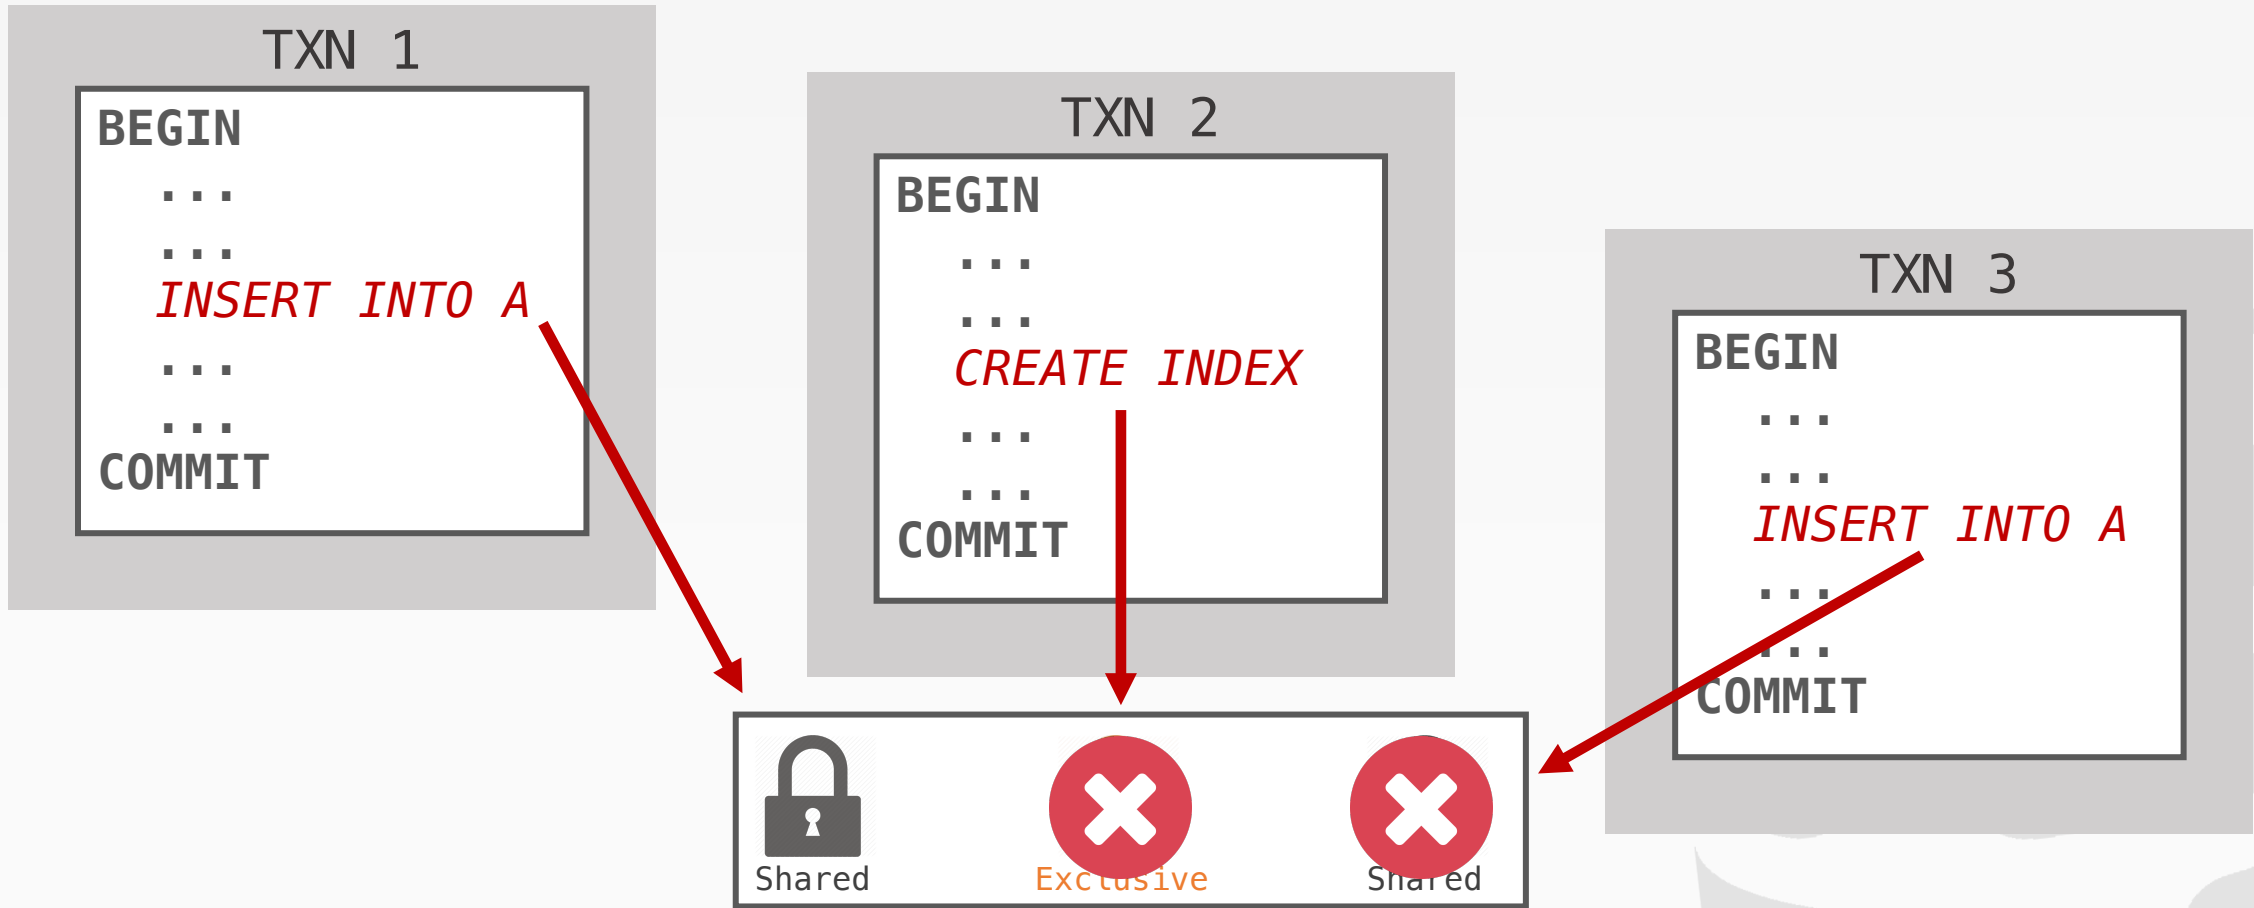 TXN 1
BEGIN
...
...
INSERT INTO A
...
...
COMMIT
TXN 2
BEGIN
...
...
CREATE INDEX
...
...
COMMIT
TXN 3
BEGIN
...
...
INSERT INTO A
...
...
COMMIT
Shared
Exclusive
Shared